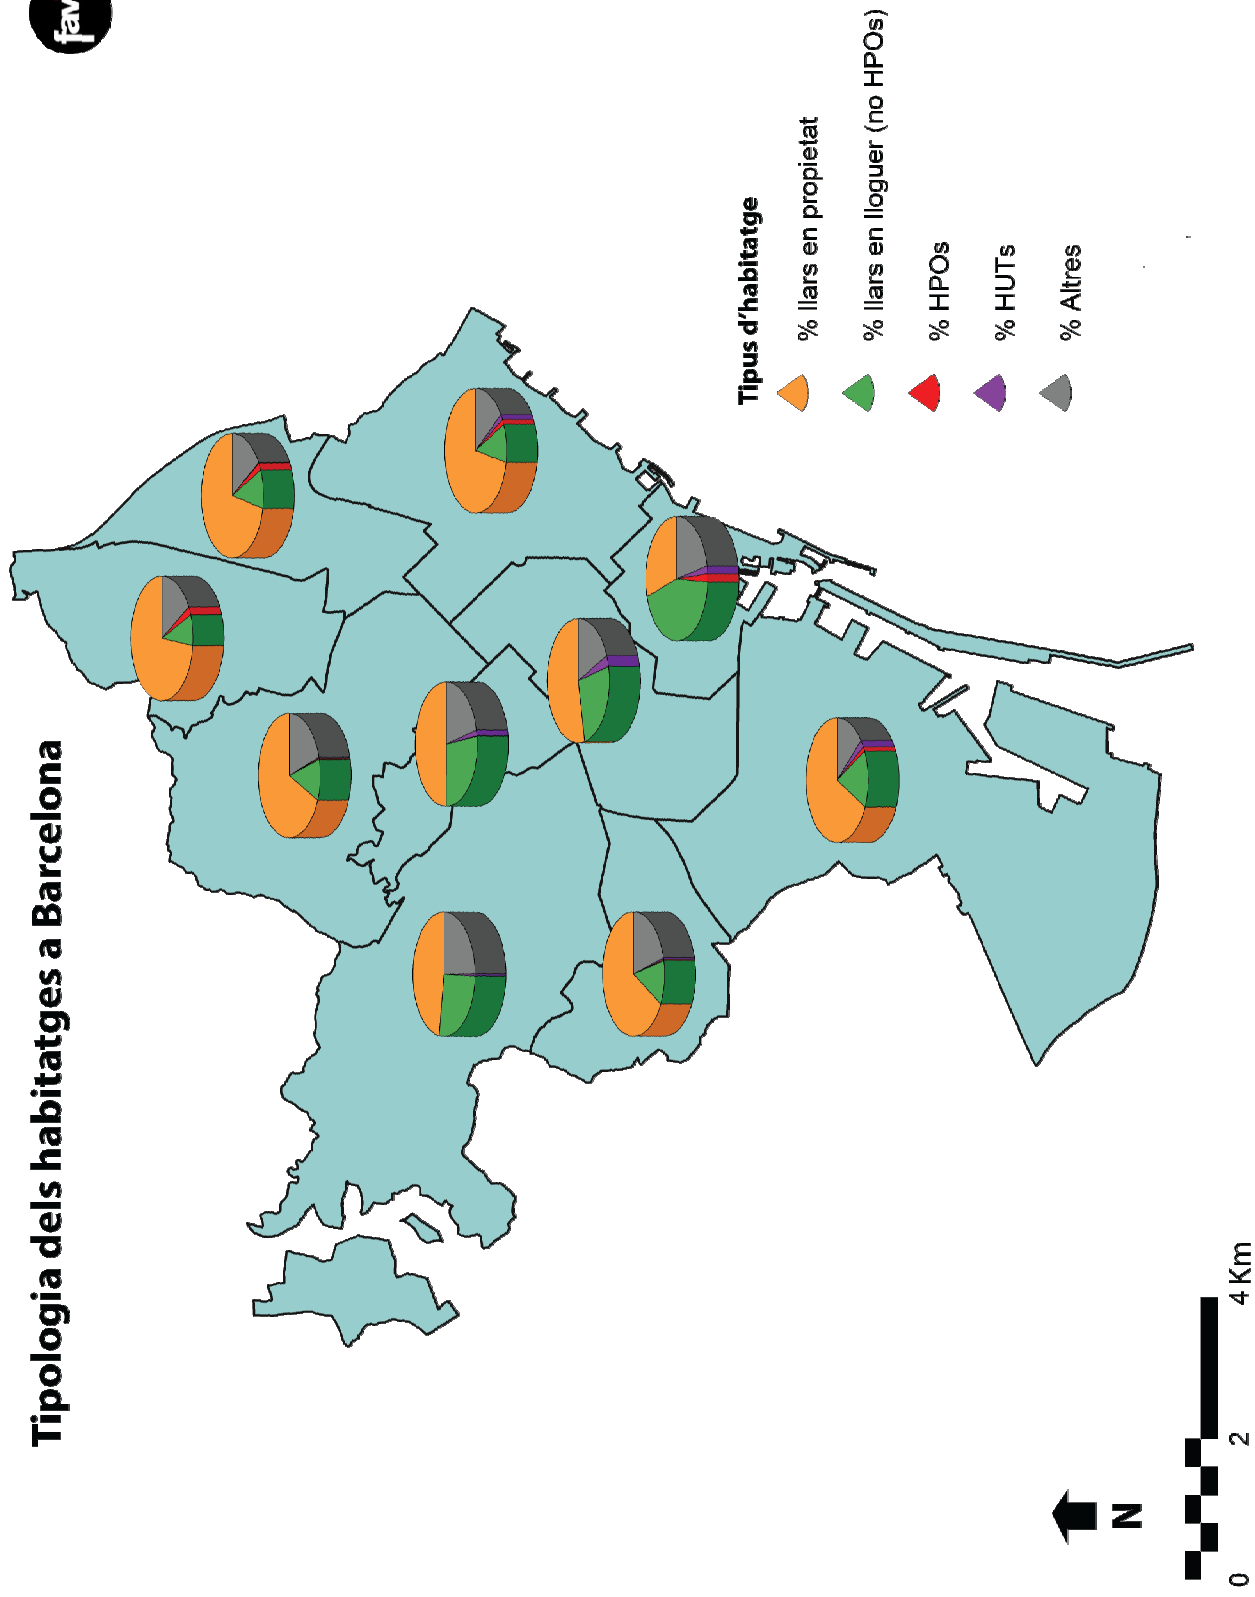 Tipologia dels habitatges a Barcelona
fav
Tipus d'habitatge
% llars en propietat
% llars en lloguer (no HPOs)
% HPOs
% HUTs
% Altres
N
0 2 4 Km